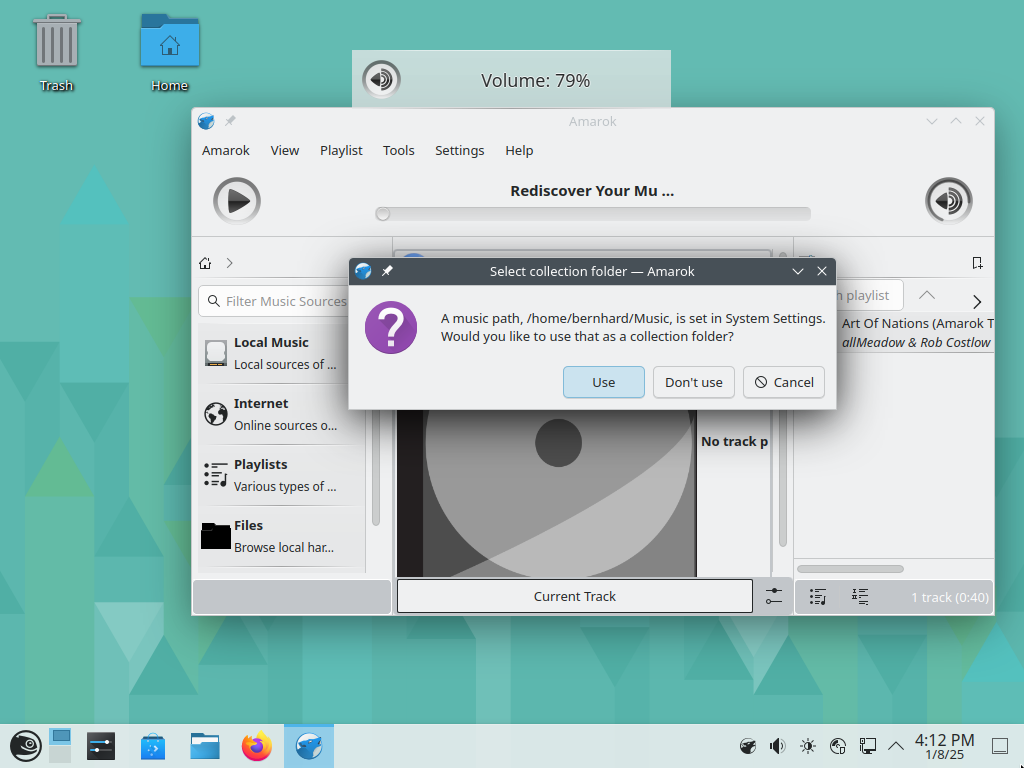 Trash
Home
Volume: 79%
Amarok
Amarok View Playlist Tools Settings Help
Rediscover Your Mu ...
Select collection folder — Amarok
A music path, /home/bernhard/Music, is set in System Settings.
Would you like to use that as a collection folder?
Use Don't use Cancel
Filter Music Sources
Local Music
Local sources of ...
Internet
Online sources o...
Playlists
Various types of ...
Files
Browse local har...
No track p
Current Track
playlist
Art Of Nations (Amarok T
allMeadow & Rob Costlow
1 track (0:40)
4:12 PM
1/8/25